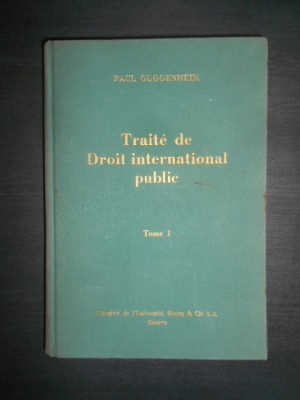 PAUL GUGGENHEIM
Traité de
Droit international
public
Tome I
Librairie de l'Université, Georg & Cie S.A.
Genève